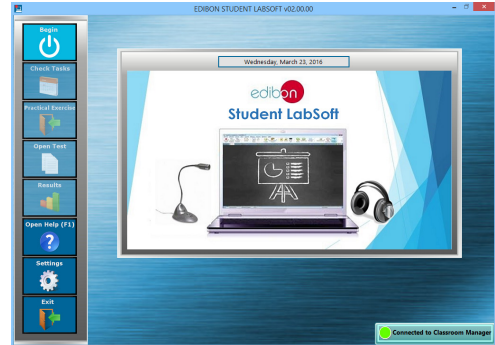 EDIBON STUDENT LABSOFT v02.00.00
Begin
Check Tasks
Practical Exercise
Open Test
Results
Open Help (F1)
Settings
Exit
Wednesday, March 23, 2016
edibon
Student LabSoft
Connected to Classroom Manager